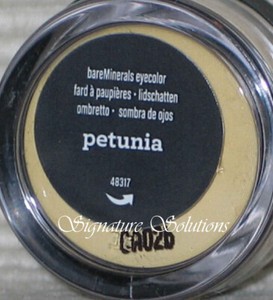 bareMinerals eyecolor
fard à paupières • lidschatten
ombretto • sombra de ojos
petunia
48317
Signature Solutions